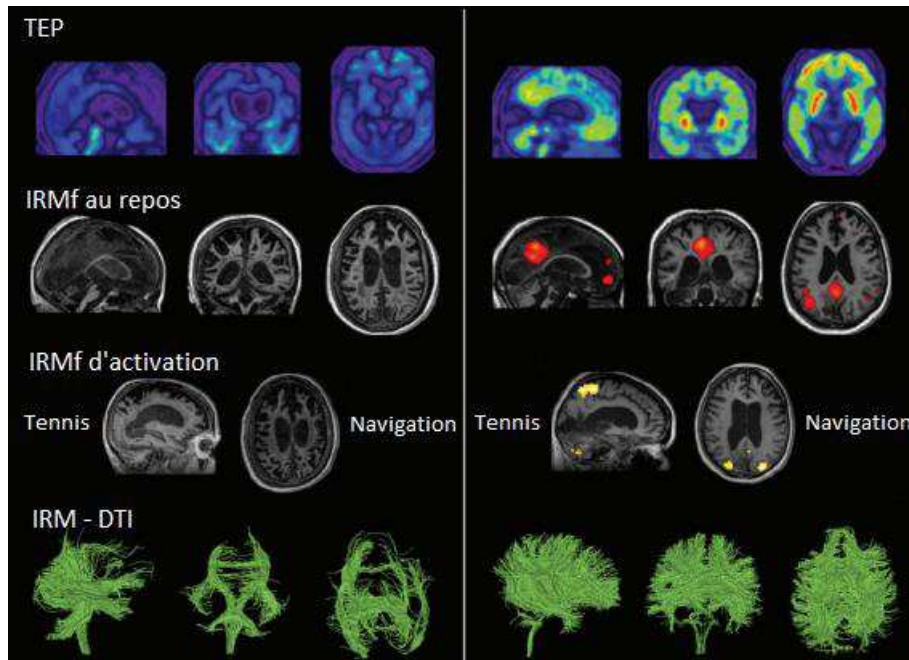 TEP
IRMf au repos
IRMf d'activation
Tennis
Navigation
Tennis
Navigation
IRM - DTI